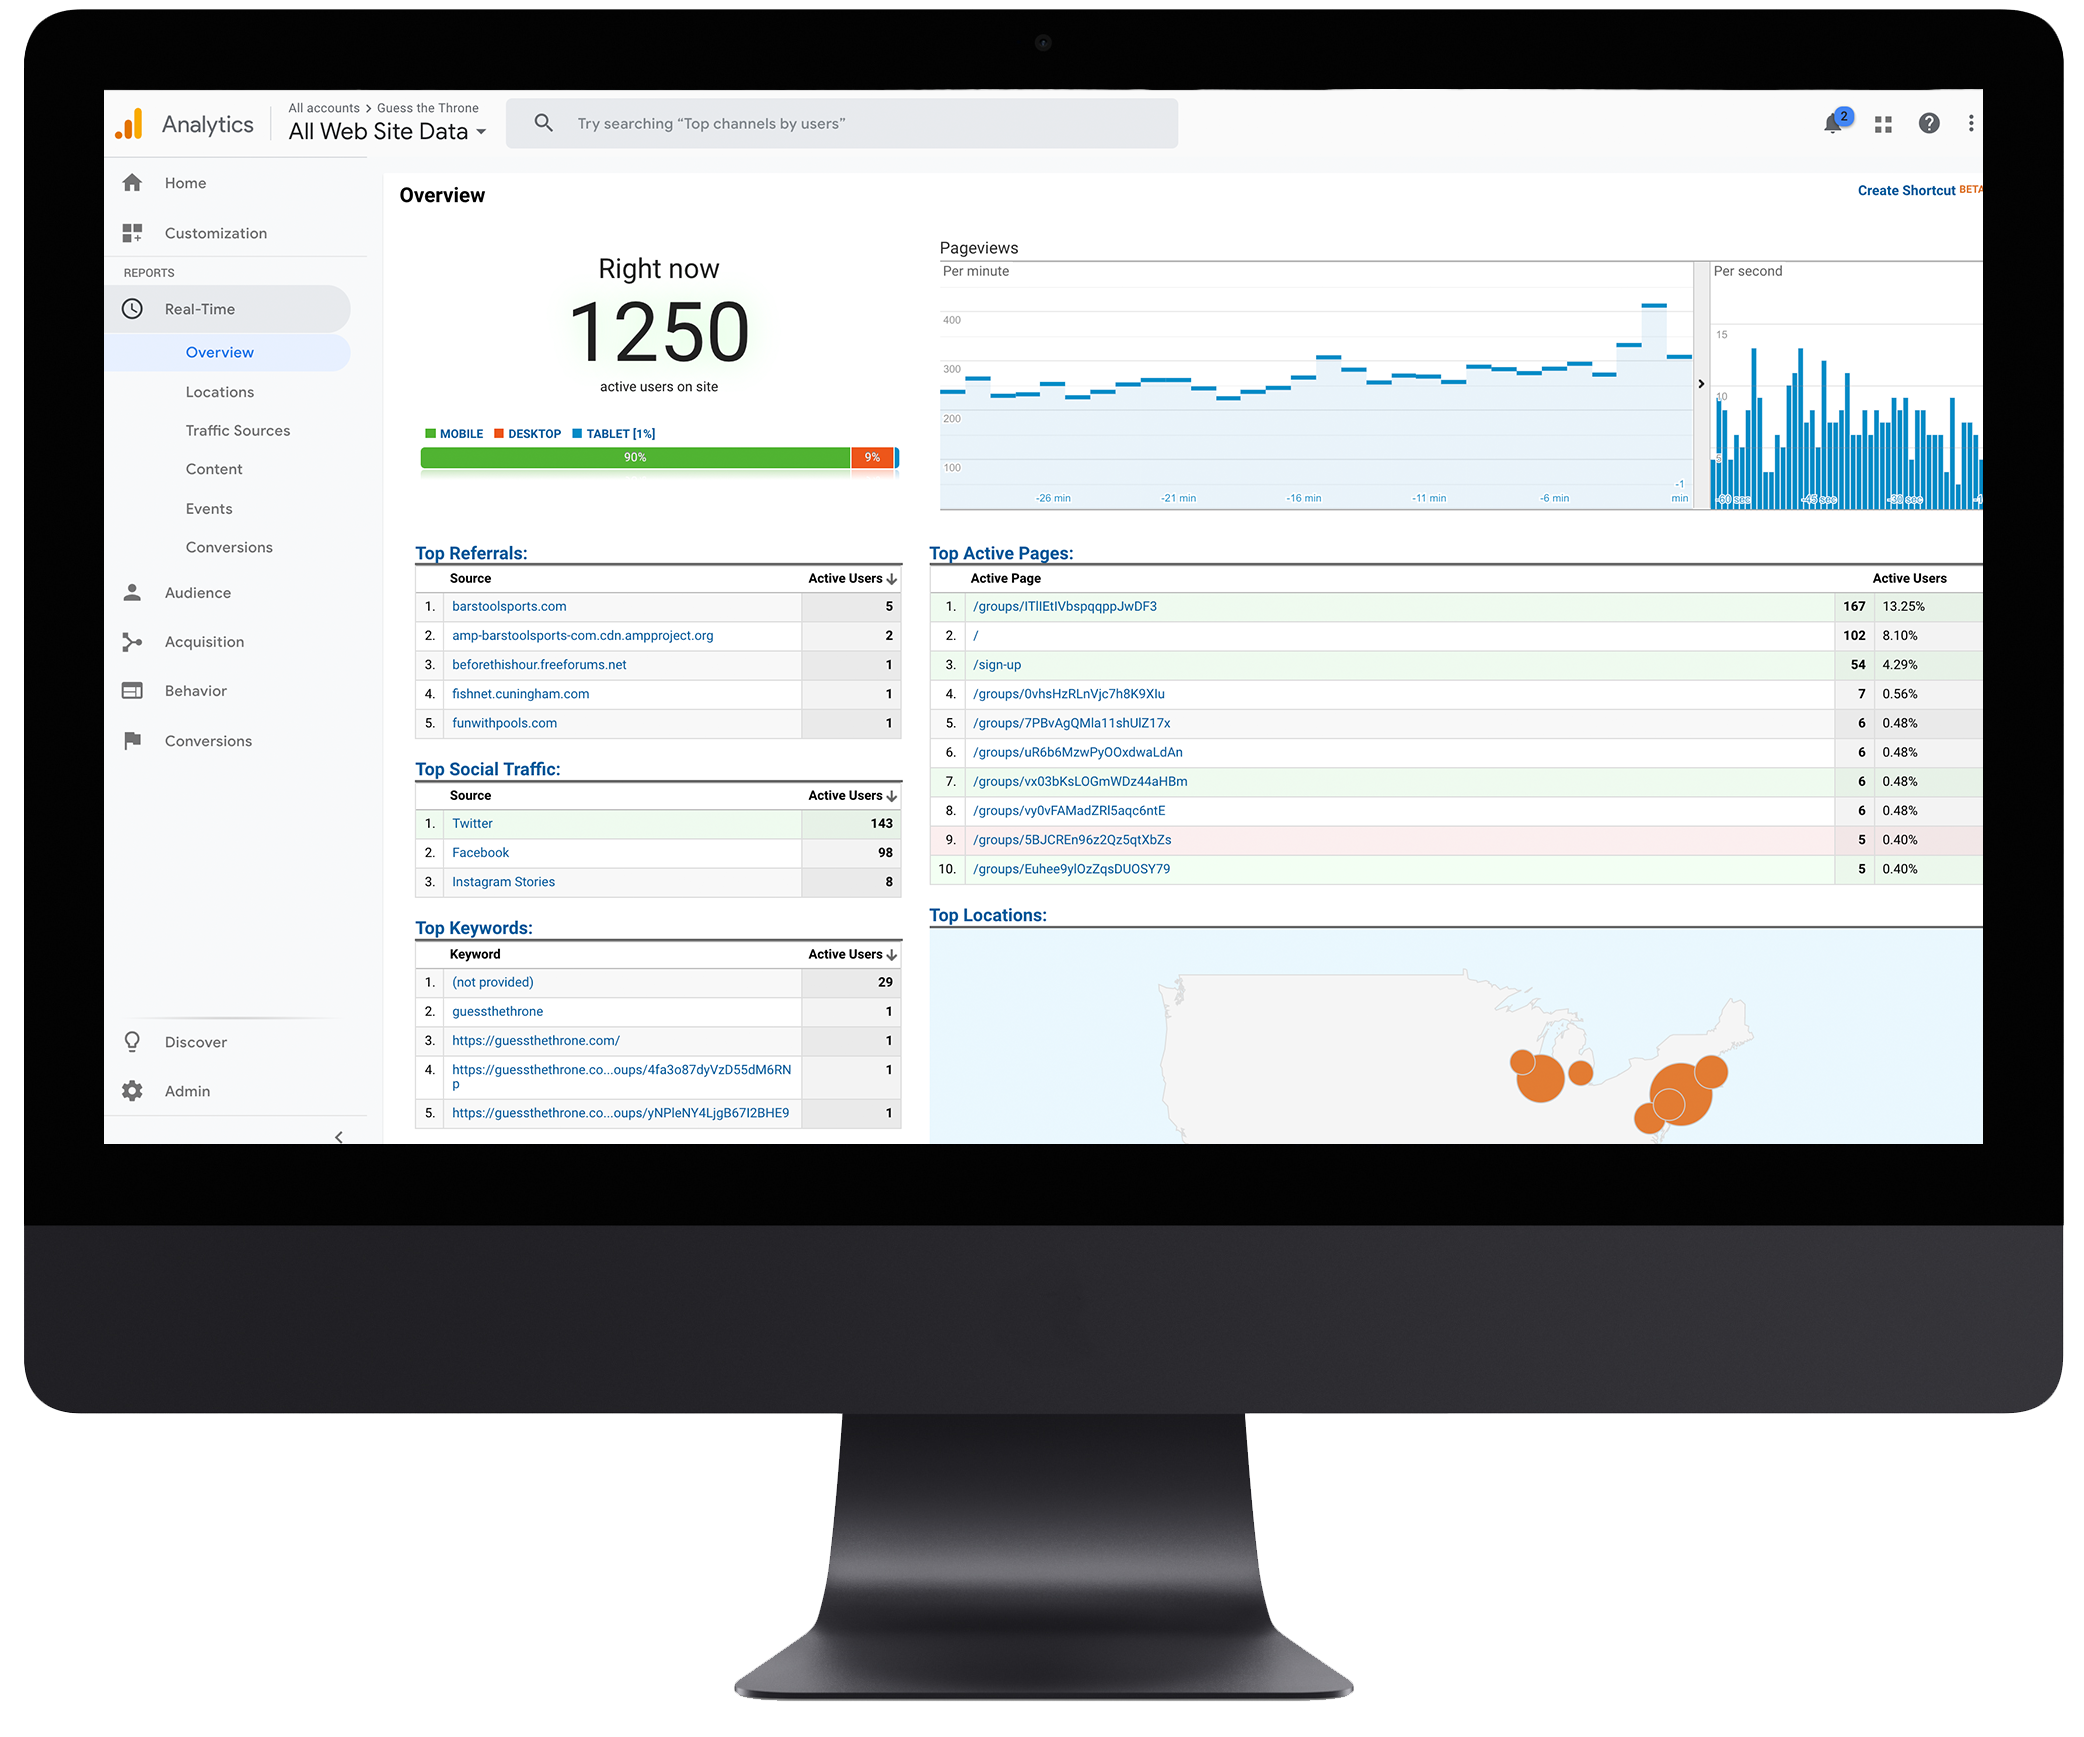 Analytics
All accounts > Guess the Throne
All Web Site Data
Try searching “Top channels by users”
2
Home
Customization
REPORTS
Real-Time
Overview
Locations
Traffic Sources
Content
Events
Conversions
Audience
Acquisition
Behavior
Conversions
Discover
Admin
Overview
Create Shortcut BETA
Right now
1250
active users on site
MOBILE DESKTOP TABLET [1%]
90% 9%
Pageviews
Per minute
400
300
200
100
-26 min -21 min -16 min -11 min -6 min -1 min
Per second
15
10
5
-60 sec -45 sec -30 sec
Top Referrals:
Source Active Users
1. barstoolsports.com 5
2. amp-barstoolsports-com.cdn.ampproject.org 2
3. beforethishour.freeforums.net 1
4. fishnet.cuningham.com 1
5. funwithpools.com 1
Top Social Traffic:
Source Active Users
1. Twitter 143
2. Facebook 98
3. Instagram Stories 8
Top Keywords:
Keyword Active Users
1. (not provided) 29
2. guessthethrone 1
3. https://guessthethrone.com/ 1
4. https://guessthethrone.co...oups/4fa3o87dyVzD55dM6RN 1
p
5. https://guessthethrone.co...oups/yNPleNY4LjgB67I2BHE9 1
Top Active Pages:
Active Page Active Users
1. /groups/ITlIEtIVbspqqppJwDF3 167 13.25%
2. / 102 8.10%
3. /sign-up 54 4.29%
4. /groups/0vhsHzRLnVjc7h8K9XIu 7 0.56%
5. /groups/7PBvAgQMla11shUlZ17x 6 0.48%
6. /groups/uR6b6MzwPyOOxdwaLdAn 6 0.48%
7. /groups/vx03bKsLOGmWDz44aHBm 6 0.48%
8. /groups/vy0vFAMadZRl5aqc6ntE 6 0.48%
9. /groups/5BJCREn96z2Qz5qtXbZs 5 0.40%
10. /groups/Euhee9ylOzZqsDUOSY79 5 0.40%
Top Locations: